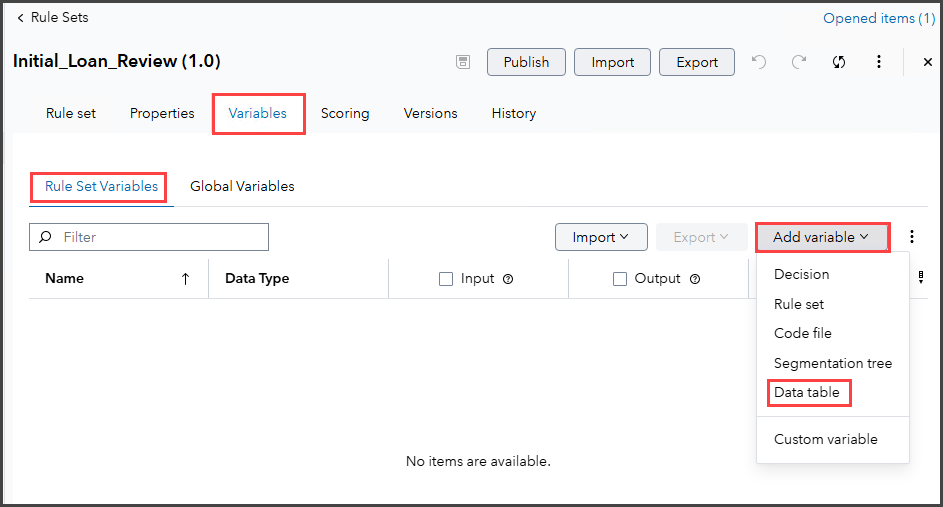 Rule Sets
Opened items (1)
Initial_Loan_Review (1.0)
Publish
Import
Export
Rule set
Properties
Variables
Scoring
Versions
History
Rule Set Variables
Global Variables
Filter
Import
Export
Add variable
Name
Data Type
Input
Output
Decision
Rule set
Code file
Segmentation tree
Data table
Custom variable
No items are available.